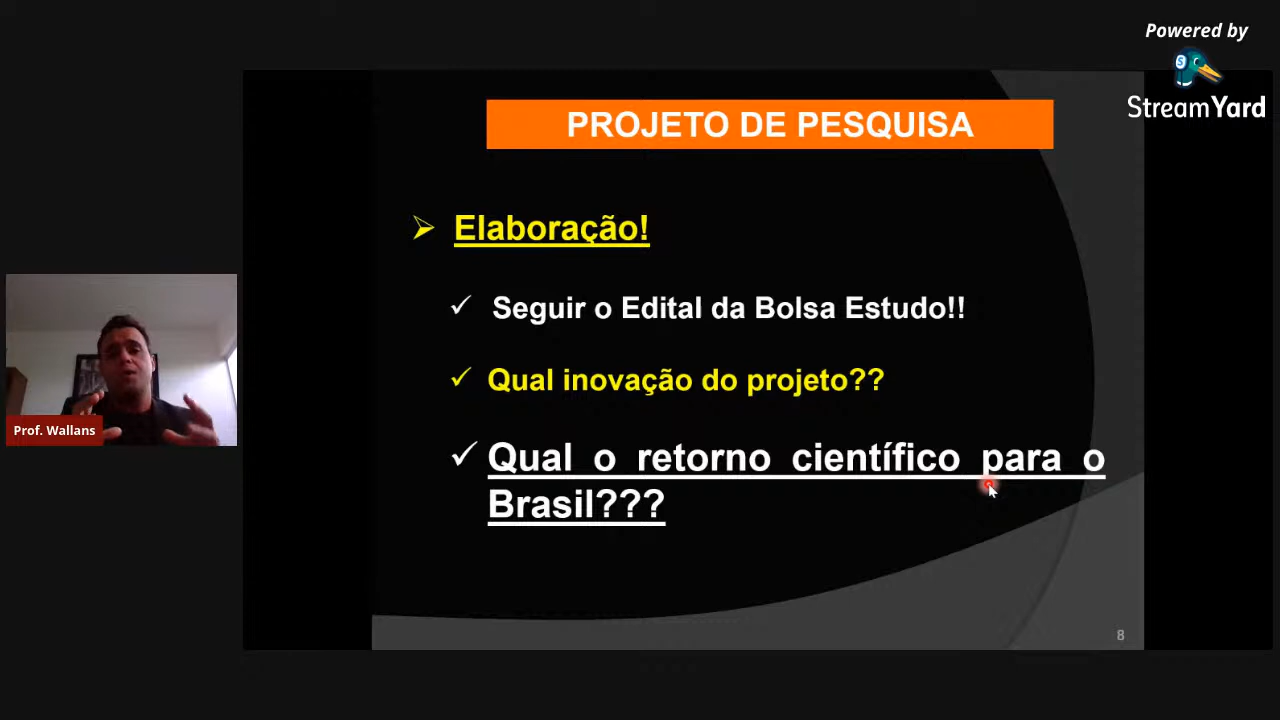 Powered by
StreamYard
PROJETO DE PESQUISA
Elaboração!
Seguir o Edital da Bolsa Estudo!!
Qual inovação do projeto??
Qual o retorno científico para o
Brasil???
Prof. Wallans
8